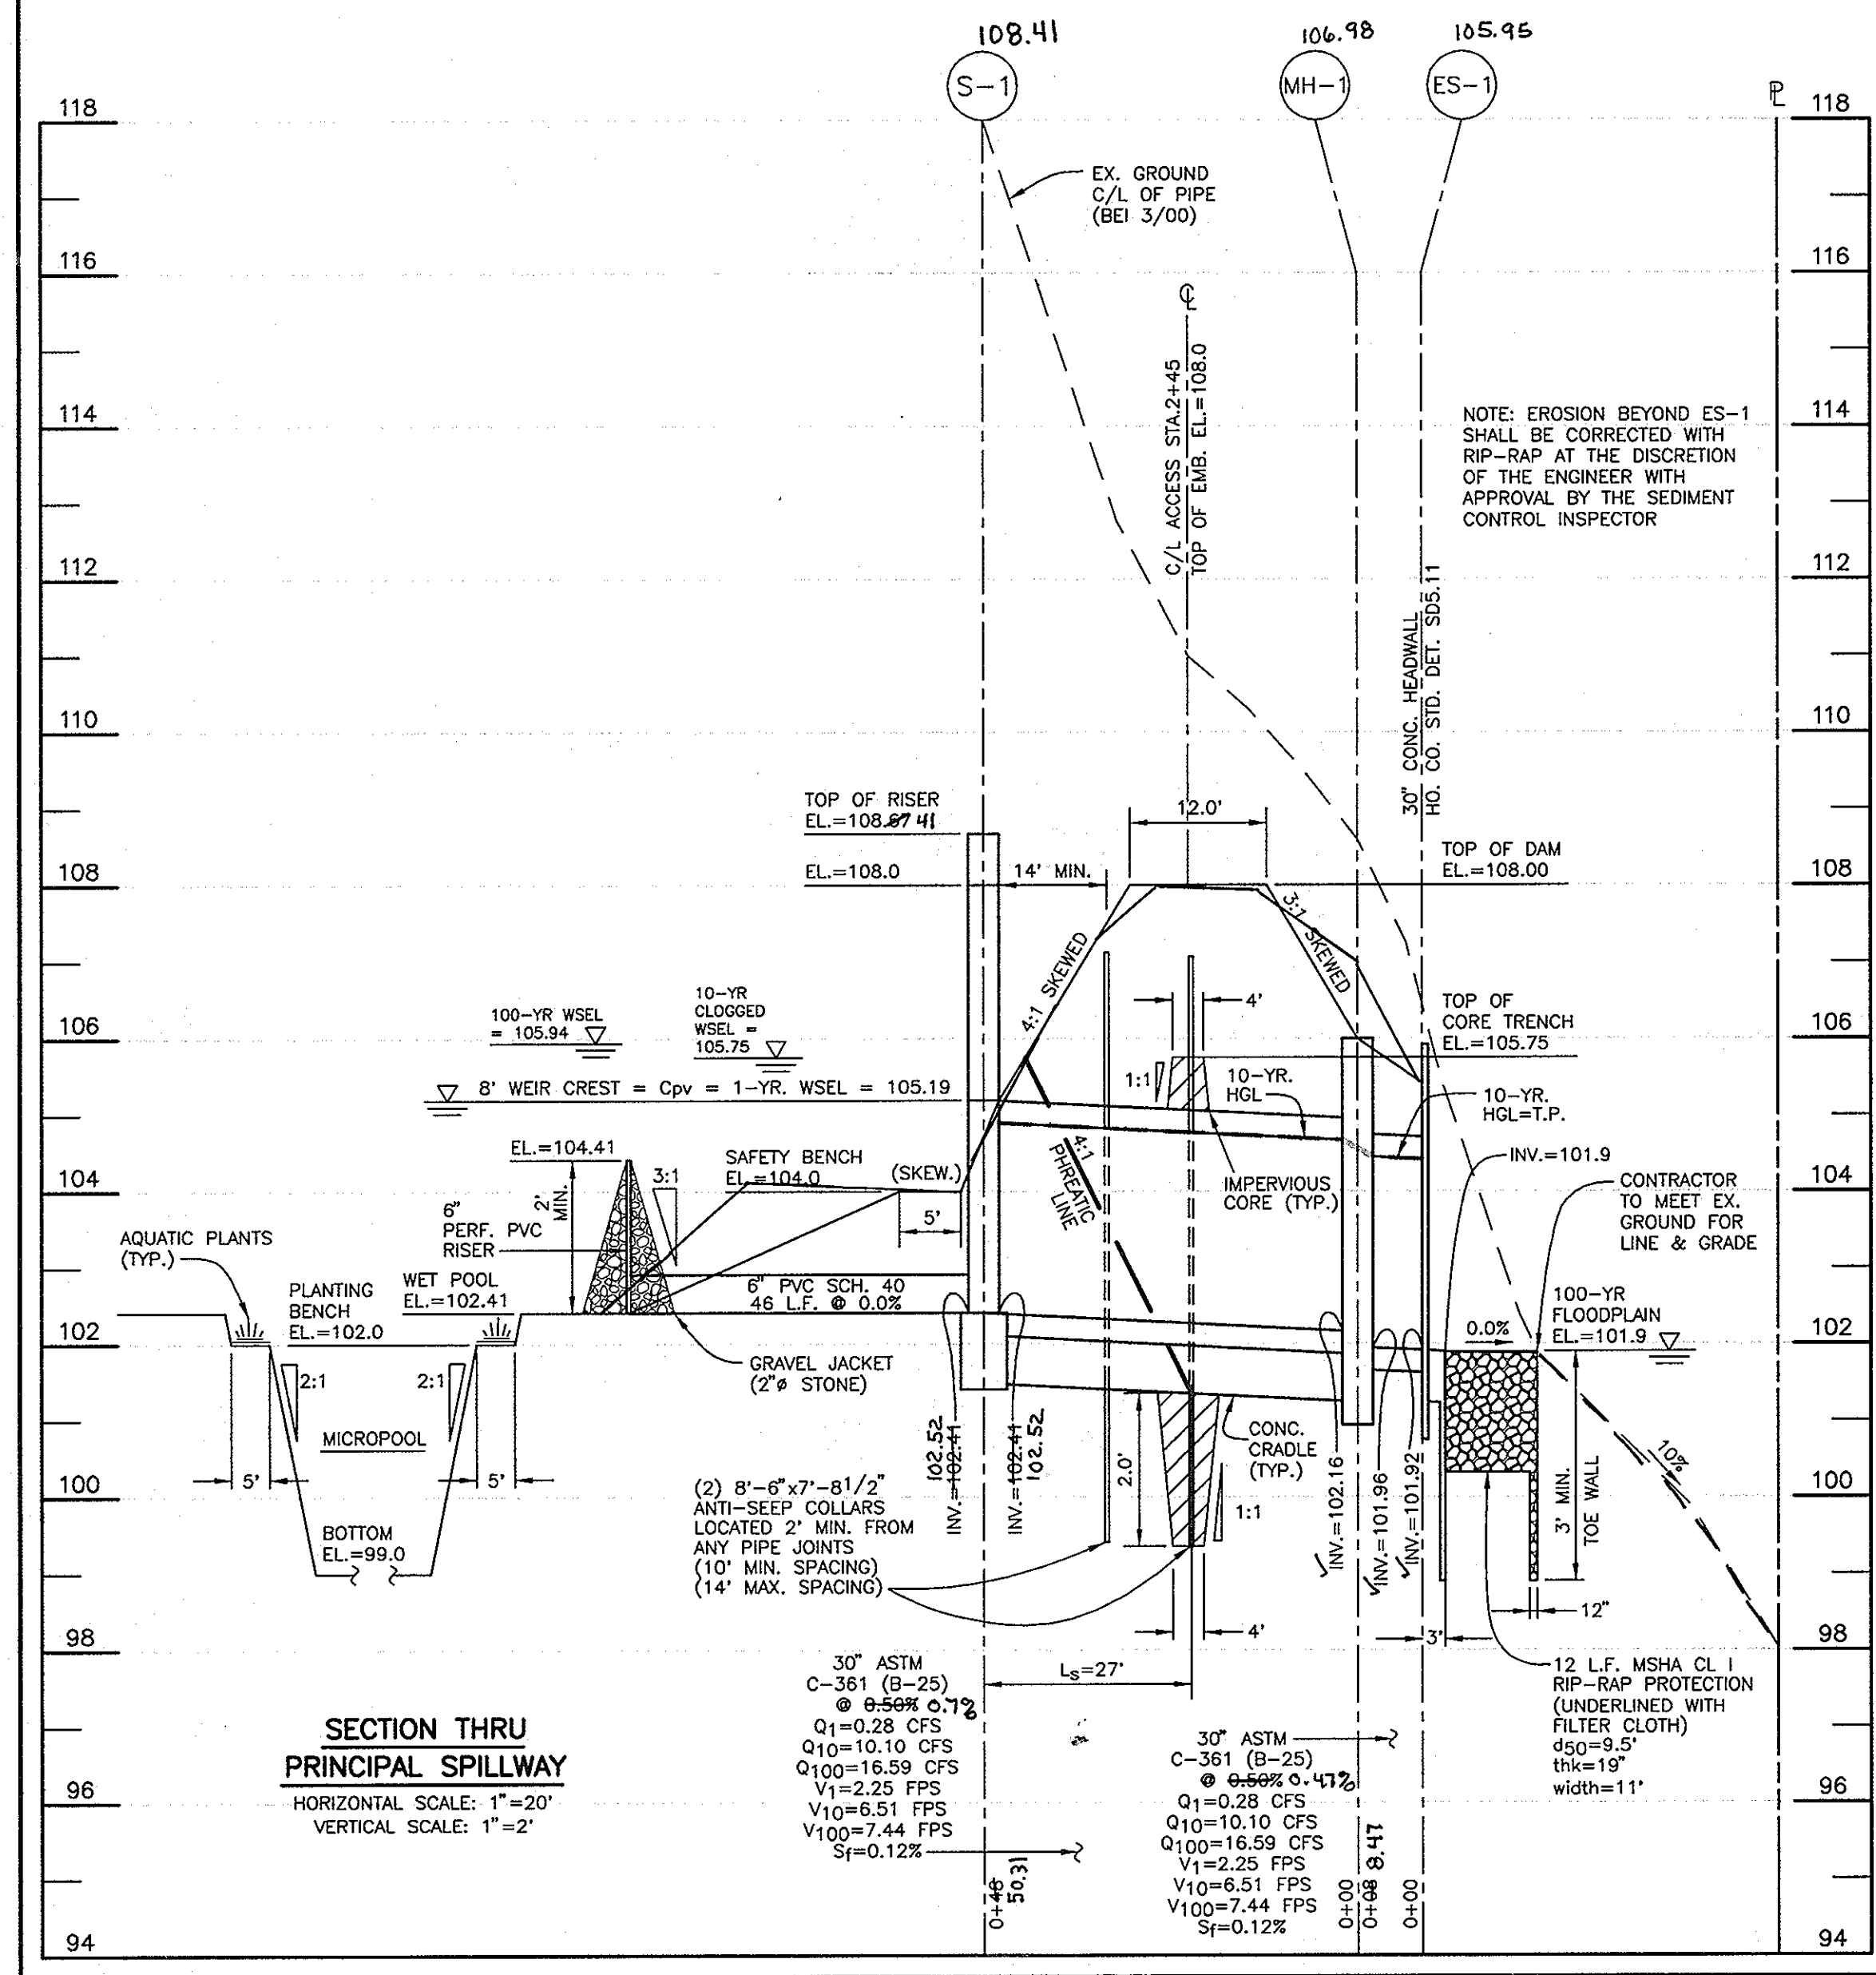 108.41
106.98
105.95
S-1
MH-1
ES-1
PL
118
118
EX. GROUND
C/L OF PIPE
(BEI 3/00)
116
116
CL
C/L ACCESS STA.2+45
TOP OF EMB. EL.=108.0
NOTE: EROSION BEYOND ES-1
SHALL BE CORRECTED WITH
RIP-RAP AT THE DISCRETION
OF THE ENGINEER WITH
APPROVAL BY THE SEDIMENT
CONTROL INSPECTOR
114
114
112
112
30" CONC. HEADWALL
HO. CO. STD. DET. SD5.11
110
110
TOP OF RISER
EL.=108.67 41
12.0'
EL.=108.0
14' MIN.
TOP OF DAM
EL.=108.00
108
108
4:1 SKEWED
3:1 SKEWED
100-YR WSEL
= 105.94
10-YR
CLOGGED
WSEL =
105.75
4'
TOP OF
CORE TRENCH
EL.=105.75
106
106
8' WEIR CREST = Cpv = 1-YR. WSEL = 105.19
1:1
10-YR.
HGL
10-YR.
HGL=T.P.
EL.=104.41
SAFETY BENCH
EL.=104.0
(SKEW.)
3:1
2'
MIN.
4:1
PHREATIC
LINE
IMPERVIOUS
CORE (TYP.)
INV.=101.9
CONTRACTOR
TO MEET EX.
GROUND FOR
LINE & GRADE
104
104
5'
6"
PERF. PVC
RISER
AQUATIC PLANTS
(TYP.)
PLANTING
BENCH
EL.=102.0
WET POOL
EL.=102.41
6" PVC SCH. 40
46 L.F. @ 0.0%
100-YR
FLOODPLAIN
EL.=101.9
0.0%
102
102
2:1
2:1
GRAVEL JACKET
(2"ø STONE)
MICROPOOL
5'
5'
BOTTOM
EL.=99.0
102.52
INV.=102.41
INV.=102.41
102.52
(2) 8'-6"x7'-8 1/2"
ANTI-SEEP COLLARS
LOCATED 2' MIN. FROM
ANY PIPE JOINTS
(10' MIN. SPACING)
(14' MAX. SPACING)
2.0'
1:1
CONC.
CRADLE
(TYP.)
INV.=102.16
INV.=101.96
INV.=101.92
3' MIN.
TOE WALL
10%
100
100
12"
4'
3'
98
98
12 L.F. MSHA CL I
RIP-RAP PROTECTION
(UNDERLINED WITH
FILTER CLOTH)
d50=9.5'
thk=19"
width=11'
LS=27'
30" ASTM
C-361 (B-25)
@ 0.50% 0.7%
Q1=0.28 CFS
Q10=10.10 CFS
Q100=16.59 CFS
V1=2.25 FPS
V10=6.51 FPS
V100=7.44 FPS
Sf=0.12%
30" ASTM
C-361 (B-25)
@ 0.50% 0.47%
Q1=0.28 CFS
Q10=10.10 CFS
Q100=16.59 CFS
V1=2.25 FPS
V10=6.51 FPS
V100=7.44 FPS
Sf=0.12%
SECTION THRU
PRINCIPAL SPILLWAY
HORIZONTAL SCALE: 1"=20'
VERTICAL SCALE: 1"=2'
96
96
0+48
50.31
0+00
0+08 8.47
0+00
94
94